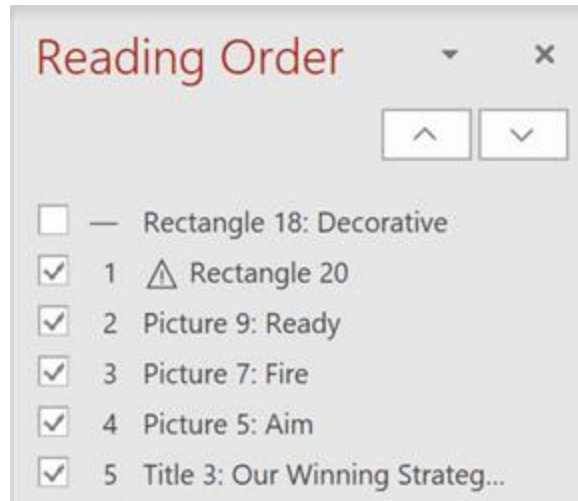 Reading Order
— Rectangle 18: Decorative
1 ⚠ Rectangle 20
2 Picture 9: Ready
3 Picture 7: Fire
4 Picture 5: Aim
5 Title 3: Our Winning Strateg...